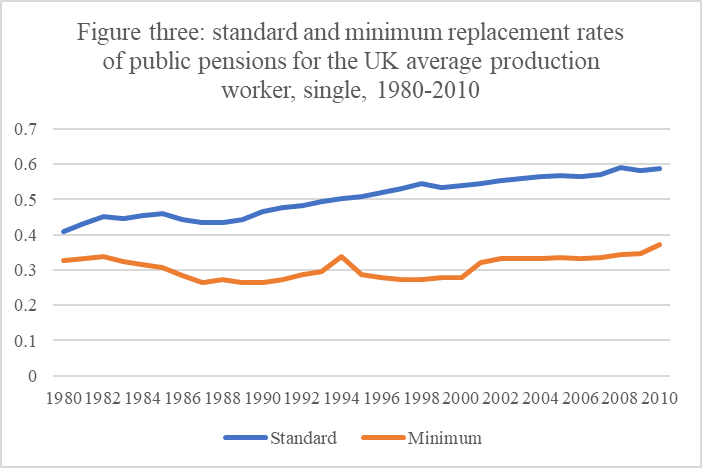 Figure three: standard and minimum replacement rates
of public pensions for the UK average production
worker, single, 1980-2010
0.7
0.6
0.5
0.4
0.3
0.2
0.1
0
1980 1982 1984 1986 1988 1990 1992 1994 1996 1998 2000 2002 2004 2006 2008 2010
Standard Minimum